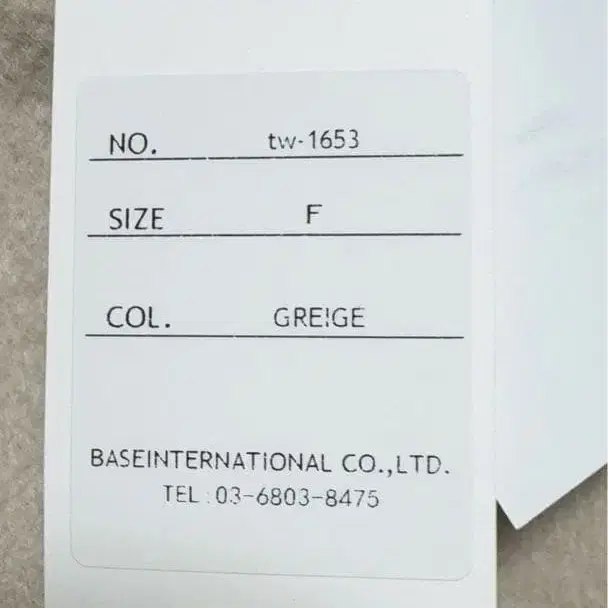 NO. tw-1653
SIZE F
COL. GREIGE
BASEINTERNATIONAL CO.,LTD.
TEL:03-6803-8475